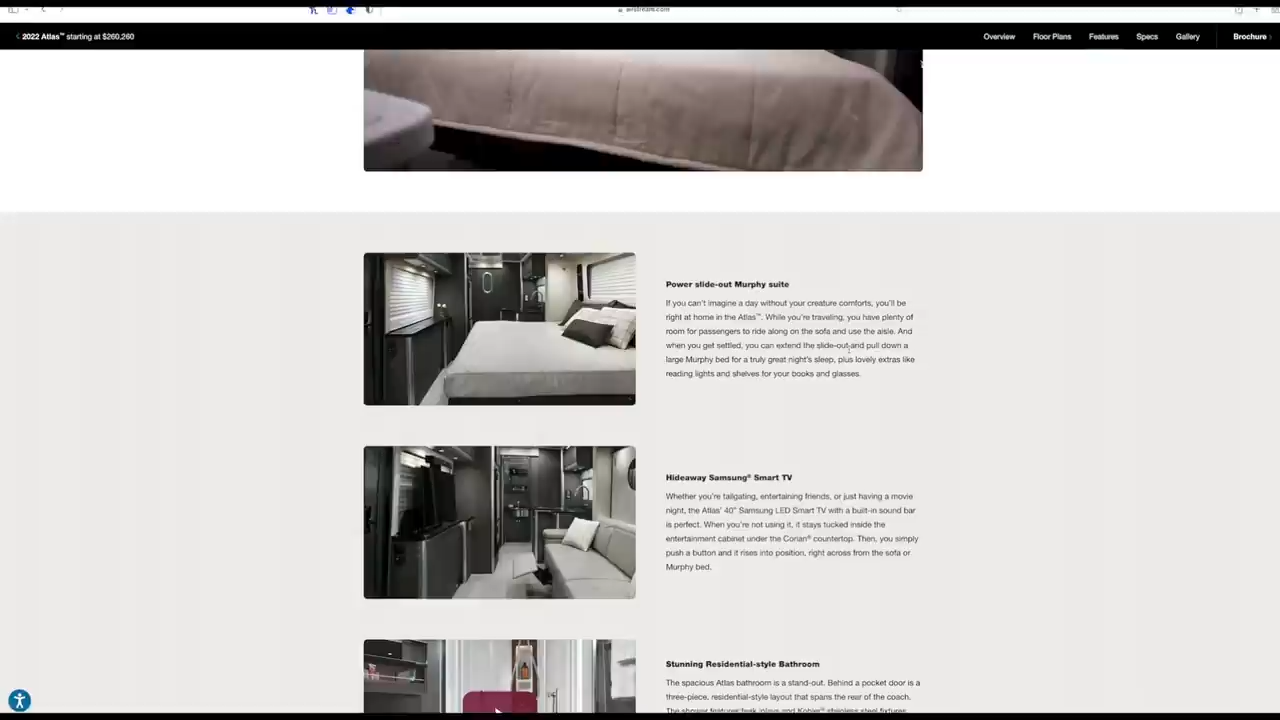 airstream.com
2022 Atlas™ starting at $260,260
Overview
Floor Plans
Features
Specs
Gallery
Brochure
Power slide-out Murphy suite
If you can't imagine a day without your creature comforts, you'll be
right at home in the Atlas™. While you're traveling, you have plenty of
room for passengers to ride along on the sofa and use the aisle. And
when you get settled, you can extend the slide-out and pull down a
large Murphy bed for a truly great night's sleep, plus lovely extras like
reading lights and shelves for your books and glasses.
Hideaway Samsung® Smart TV
Whether you're tailgating, entertaining friends, or just having a movie
night, the Atlas' 40" Samsung LED Smart TV with a built-in sound bar
is perfect. When you're not using it, it stays tucked inside the
entertainment cabinet under the Corian® countertop. Then, you simply
push a button and it rises into position, right across from the sofa or
Murphy bed.
Stunning Residential-style Bathroom
The spacious Atlas bathroom is a stand-out. Behind a pocket door is a
three-piece, residential-style layout that spans the rear of the coach.
The shower features teak inlays and Kohler® stainless steel fixtures